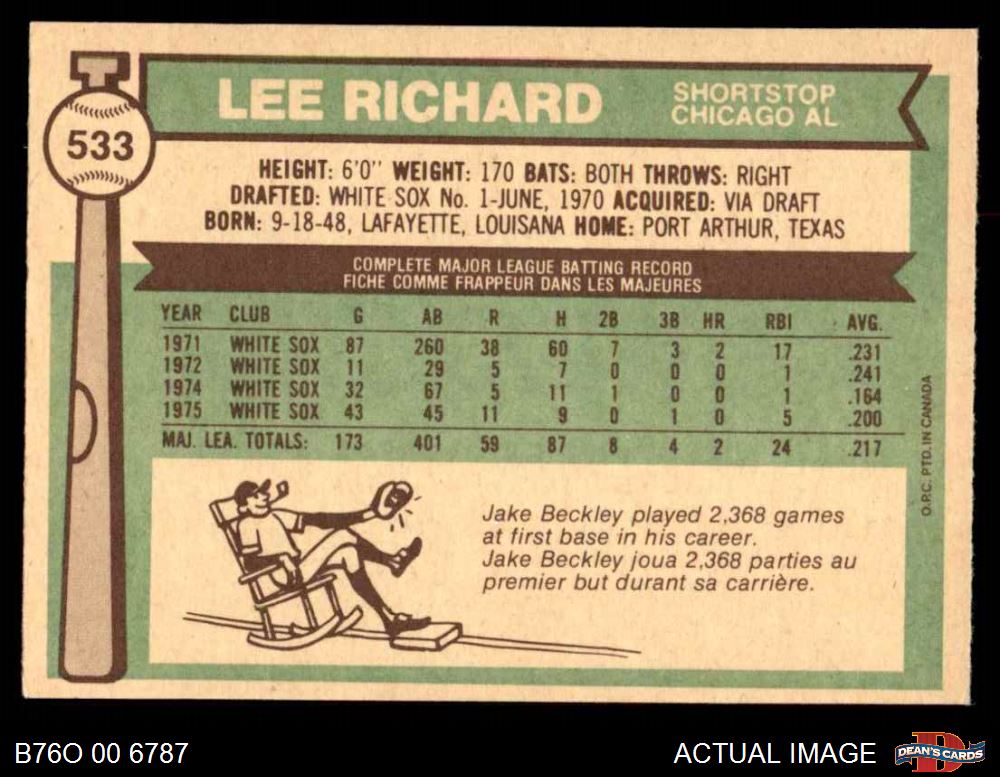 533
LEE RICHARD
SHORTSTOP
CHICAGO AL
HEIGHT: 6'0" WEIGHT: 170 BATS: BOTH THROWS: RIGHT
DRAFTED: WHITE SOX No. 1-JUNE, 1970 ACQUIRED: VIA DRAFT
BORN: 9-18-48, LAFAYETTE, LOUISIANA HOME: PORT ARTHUR, TEXAS
COMPLETE MAJOR LEAGUE BATTING RECORD
FICHE COMME FRAPPEUR DANS LES MAJEURES
YEAR CLUB G AB R H 2B 3B HR RBI AVG.
1971 WHITE SOX 87 260 38 60 7 3 2 17 .231
1972 WHITE SOX 11 29 5 7 0 0 0 1 .241
1974 WHITE SOX 32 67 5 11 1 0 0 1 .164
1975 WHITE SOX 43 45 11 9 0 1 0 5 .200
MAJ. LEA. TOTALS: 173 401 59 87 8 4 2 24 .217
Jake Beckley played 2,368 games
at first base in his career.
Jake Beckley joua 2,368 parties au
premier but durant sa carrière.
O.P.C. PTD. IN CANADA
B76O 00 6787
ACTUAL IMAGE
DEAN'S CARDS